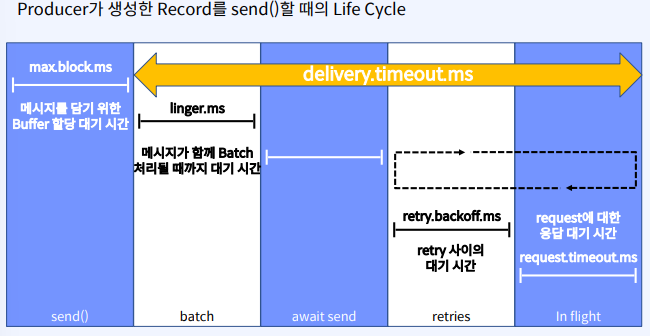 Producer가 생성한 Record를 send()할 때의 Life Cycle
max.block.ms
delivery.timeout.ms
메시지를 담기 위한
Buffer 할당 대기 시간
linger.ms
메시지가 함께 Batch
처리될 때까지 대기 시간
retry.backoff.ms
retry 사이의
대기 시간
request에 대한
응답 대기 시간
request.timeout.ms
send()
batch
await send
retries
In flight